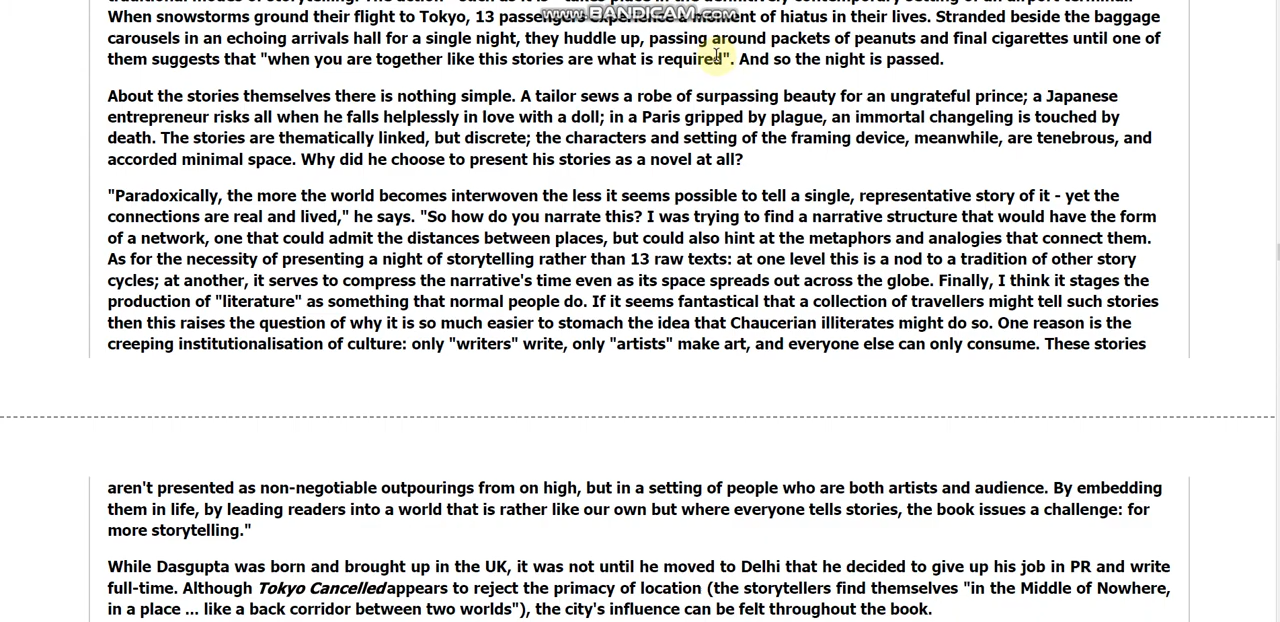 When snowstorms ground their flight to Tokyo, 13 passengers experience a moment of hiatus in their lives. Stranded beside the baggage
www.BANDICAM.com
carousels in an echoing arrivals hall for a single night, they huddle up, passing around packets of peanuts and final cigarettes until one of
them suggests that "when you are together like this stories are what is required". And so the night is passed.
About the stories themselves there is nothing simple. A tailor sews a robe of surpassing beauty for an ungrateful prince; a Japanese
entrepreneur risks all when he falls helplessly in love with a doll; in a Paris gripped by plague, an immortal changeling is touched by
death. The stories are thematically linked, but discrete; the characters and setting of the framing device, meanwhile, are tenebrous, and
accorded minimal space. Why did he choose to present his stories as a novel at all?
"Paradoxically, the more the world becomes interwoven the less it seems possible to tell a single, representative story of it - yet the
connections are real and lived," he says. "So how do you narrate this? I was trying to find a narrative structure that would have the form
of a network, one that could admit the distances between places, but could also hint at the metaphors and analogies that connect them.
As for the necessity of presenting a night of storytelling rather than 13 raw texts: at one level this is a nod to a tradition of other story
cycles; at another, it serves to compress the narrative's time even as its space spreads out across the globe. Finally, I think it stages the
production of "literature" as something that normal people do. If it seems fantastical that a collection of travellers might tell such stories
then this raises the question of why it is so much easier to stomach the idea that Chaucerian illiterates might do so. One reason is the
creeping institutionalisation of culture: only "writers" write, only "artists" make art, and everyone else can only consume. These stories
aren't presented as non-negotiable outpourings from on high, but in a setting of people who are both artists and audience. By embedding
them in life, by leading readers into a world that is rather like our own but where everyone tells stories, the book issues a challenge: for
more storytelling."
While Dasgupta was born and brought up in the UK, it was not until he moved to Delhi that he decided to give up his job in PR and write
full-time. Although Tokyo Cancelledappears to reject the primacy of location (the storytellers find themselves "in the Middle of Nowhere,
in a place ... like a back corridor between two worlds"), the city's influence can be felt throughout the book.